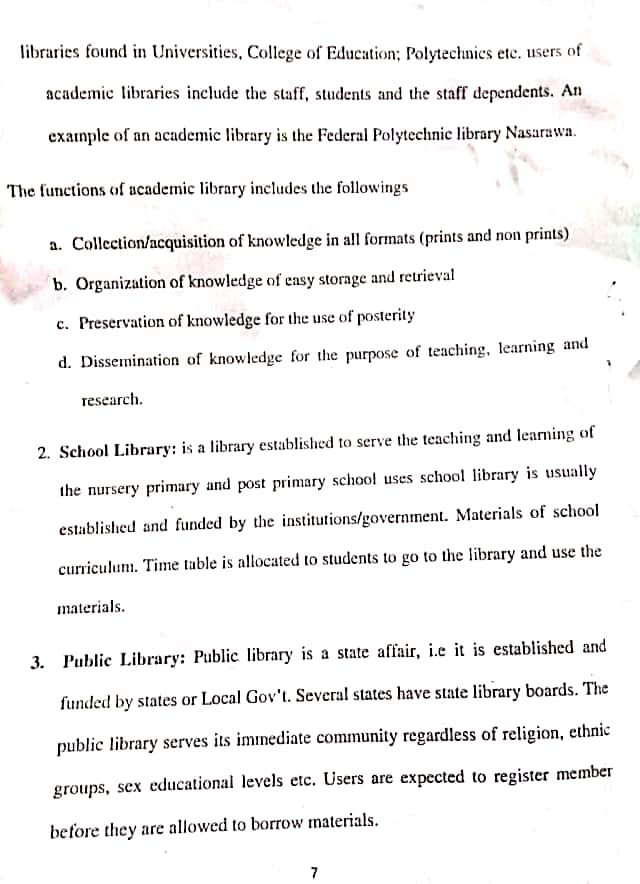 libraries found in Universities, College of Education; Polytechnics etc. users of
academic libraries include the staff, students and the staff dependents. An
example of an academic library is the Federal Polytechnic library Nasarawa.
The functions of academic library includes the followings
a. Collection/acquisition of knowledge in all formats (prints and non prints)
b. Organization of knowledge of easy storage and retrieval
c. Preservation of knowledge for the use of posterity
d. Dissemination of knowledge for the purpose of teaching, learning and
research.
2. School Library: is a library established to serve the teaching and learning of
the nursery primary and post primary school uses school library is usually
established and funded by the institutions/government. Materials of school
curriculum. Time table is allocated to students to go to the library and use the
materials.
3. Public Library: Public library is a state affair, i.e it is established and
funded by states or Local Gov't. Several states have state library boards. The
public library serves its immediate community regardless of religion, ethnic
groups, sex educational levels etc. Users are expected to register member
before they are allowed to borrow materials.
7